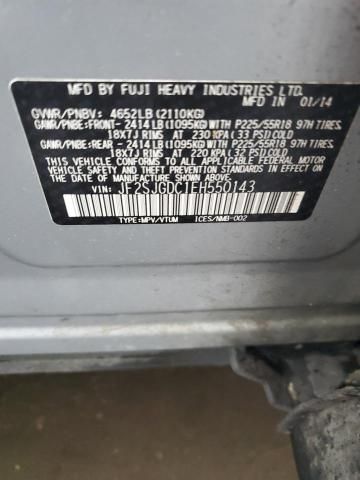 MFD BY FUJI HEAVY INDUSTRIES LTD.
MADE IN 01/14
GVWR/PNBV: 4652LB(2110KG)
GAWR/PNBE:FRONT-2414LB(1095KG)WITH P225/55R18 97H TIRES.
18X7J RIMS AT 230 KPA(33 PSI)COLD
GAWR/PNBE:REAR -2414LB(1095KG)WITH P225/55R18 97H TIRES.
18X7J RIMS AT 220 KPA(32 PSI)COLD
THIS VEHICLE CONFORMS TO ALL APPLICABLE FEDERAL MOTOR VEHICLE SAFETY, BUMPER, AND THEFT PREVENTION STANDARDS IN EFFECT ON THE DATE OF MANUFACTURE SHOWN ABOVE.
VIN: JF2SJGDC1EH550143
TYPE:MPV/VTUM ICES/NMB-002